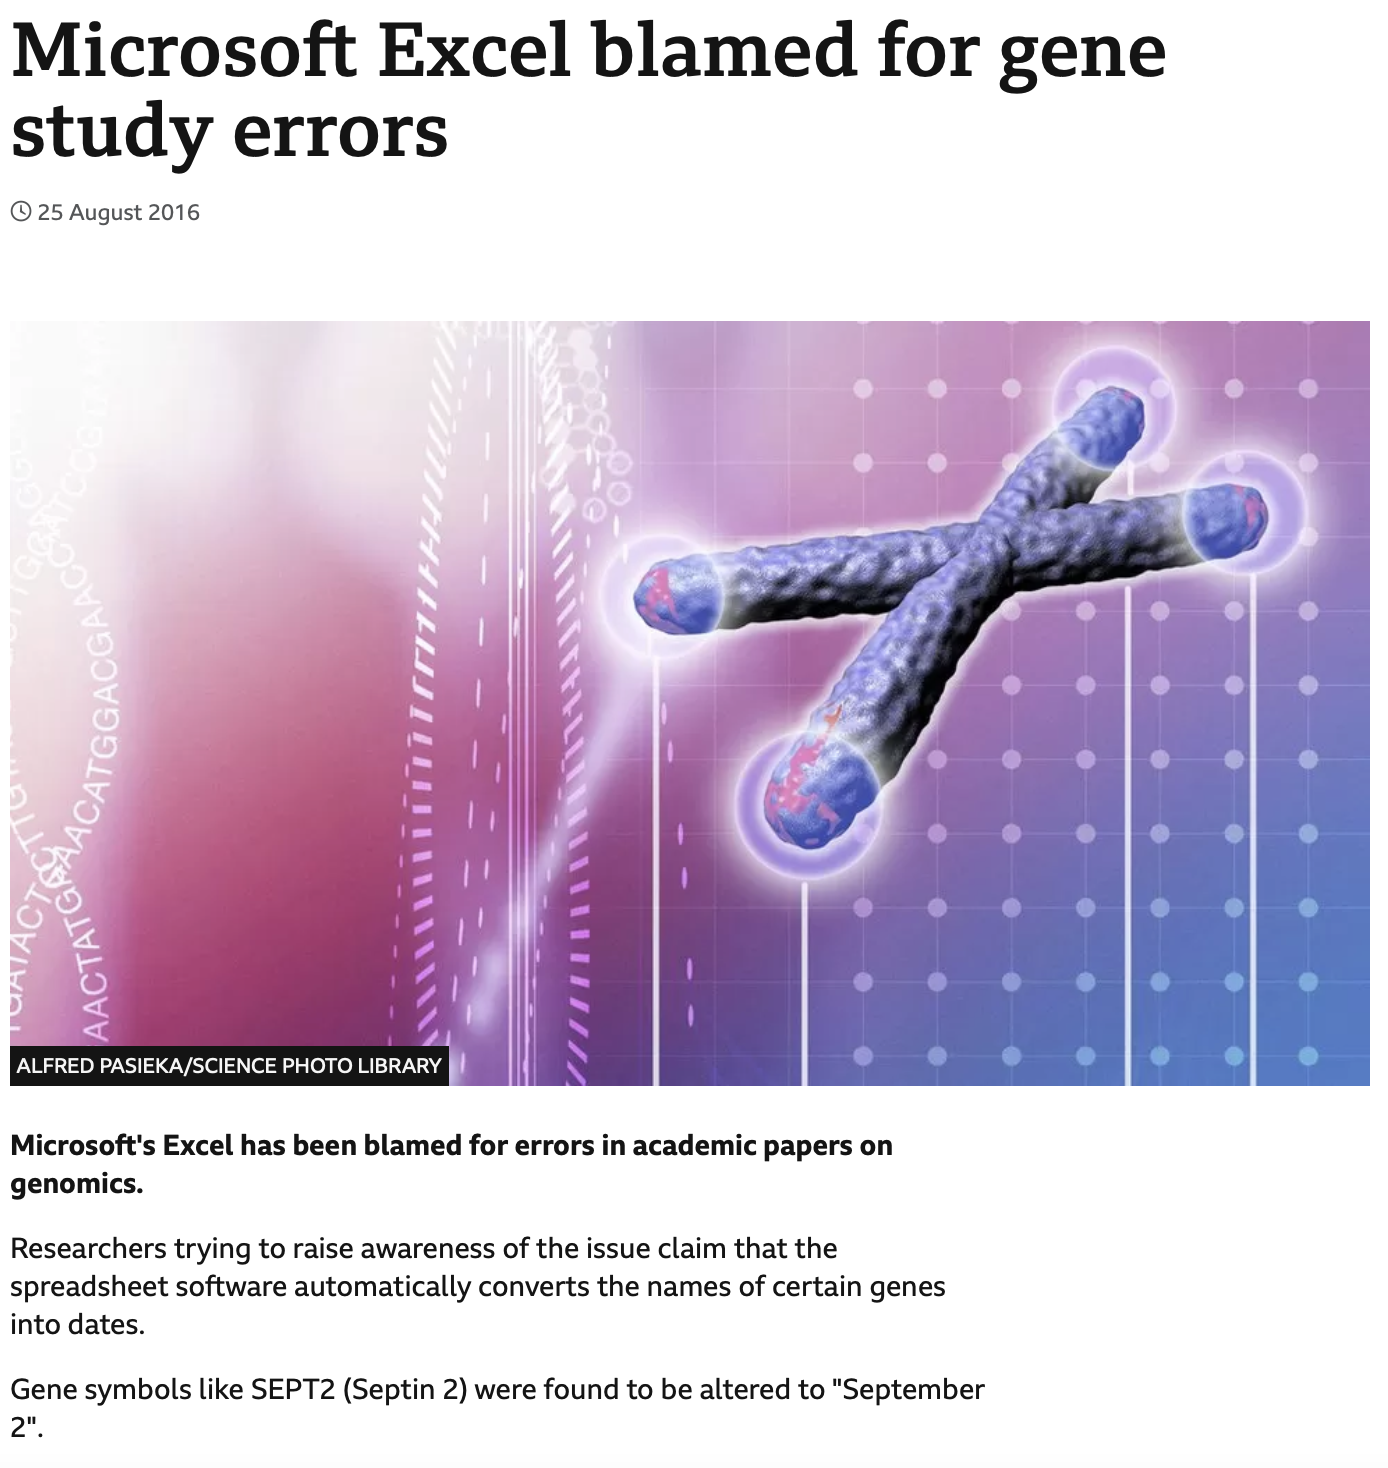 Microsoft Excel blamed for gene
study errors
25 August 2016
ALFRED PASIEKA/SCIENCE PHOTO LIBRARY
Microsoft's Excel has been blamed for errors in academic papers on
genomics.
Researchers trying to raise awareness of the issue claim that the
spreadsheet software automatically converts the names of certain genes
into dates.
Gene symbols like SEPT2 (Septin 2) were found to be altered to "September
2".